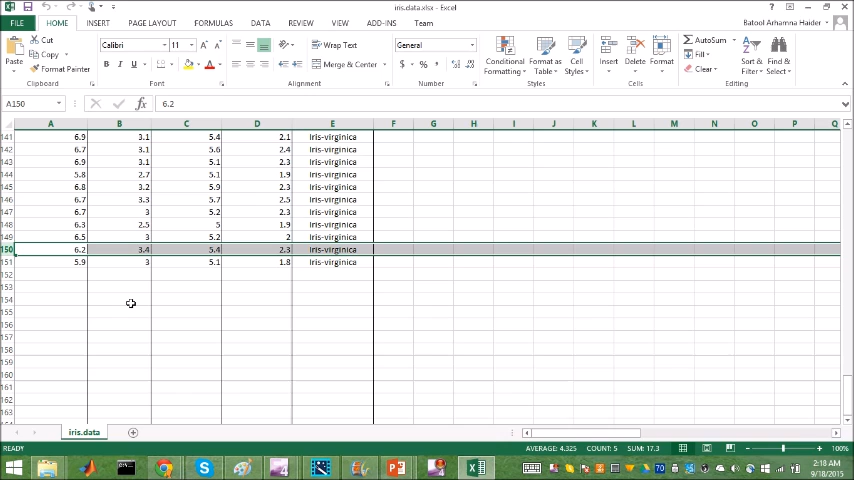 iris.data.xlsx - Excel
FILE HOME INSERT PAGE LAYOUT FORMULAS DATA REVIEW VIEW ADD-INS Team Batool Arhamna Haider
Cut
Copy
Format Painter
Paste
Clipboard
Calibri 11
B I U
Font
Wrap Text
Merge & Center
Alignment
General
$ % ,
Number
Conditional Formatting
Format as Table
Cell Styles
Styles
Insert Delete Format
Cells
AutoSum
Fill
Clear
Sort & Filter
Find & Select
Editing
A150 fx 6.2
A B C D E F G H I J K L M N O P Q
141 6.9 3.1 5.4 2.1 Iris-virginica
142 6.7 3.1 5.6 2.4 Iris-virginica
143 6.9 3.1 5.1 2.3 Iris-virginica
144 5.8 2.7 5.1 1.9 Iris-virginica
145 6.8 3.2 5.9 2.3 Iris-virginica
146 6.7 3.3 5.7 2.5 Iris-virginica
147 6.7 3 5.2 2.3 Iris-virginica
148 6.3 2.5 5 1.9 Iris-virginica
149 6.5 3 5.2 2 Iris-virginica
150 6.2 3.4 5.4 2.3 Iris-virginica
151 5.9 3 5.1 1.8 Iris-virginica
152
153
154
155
156
157
158
159
160
161
162
163
iris.data
READY AVERAGE: 4.325 COUNT: 5 SUM: 17.3 100%
2:18 AM
9/18/2015